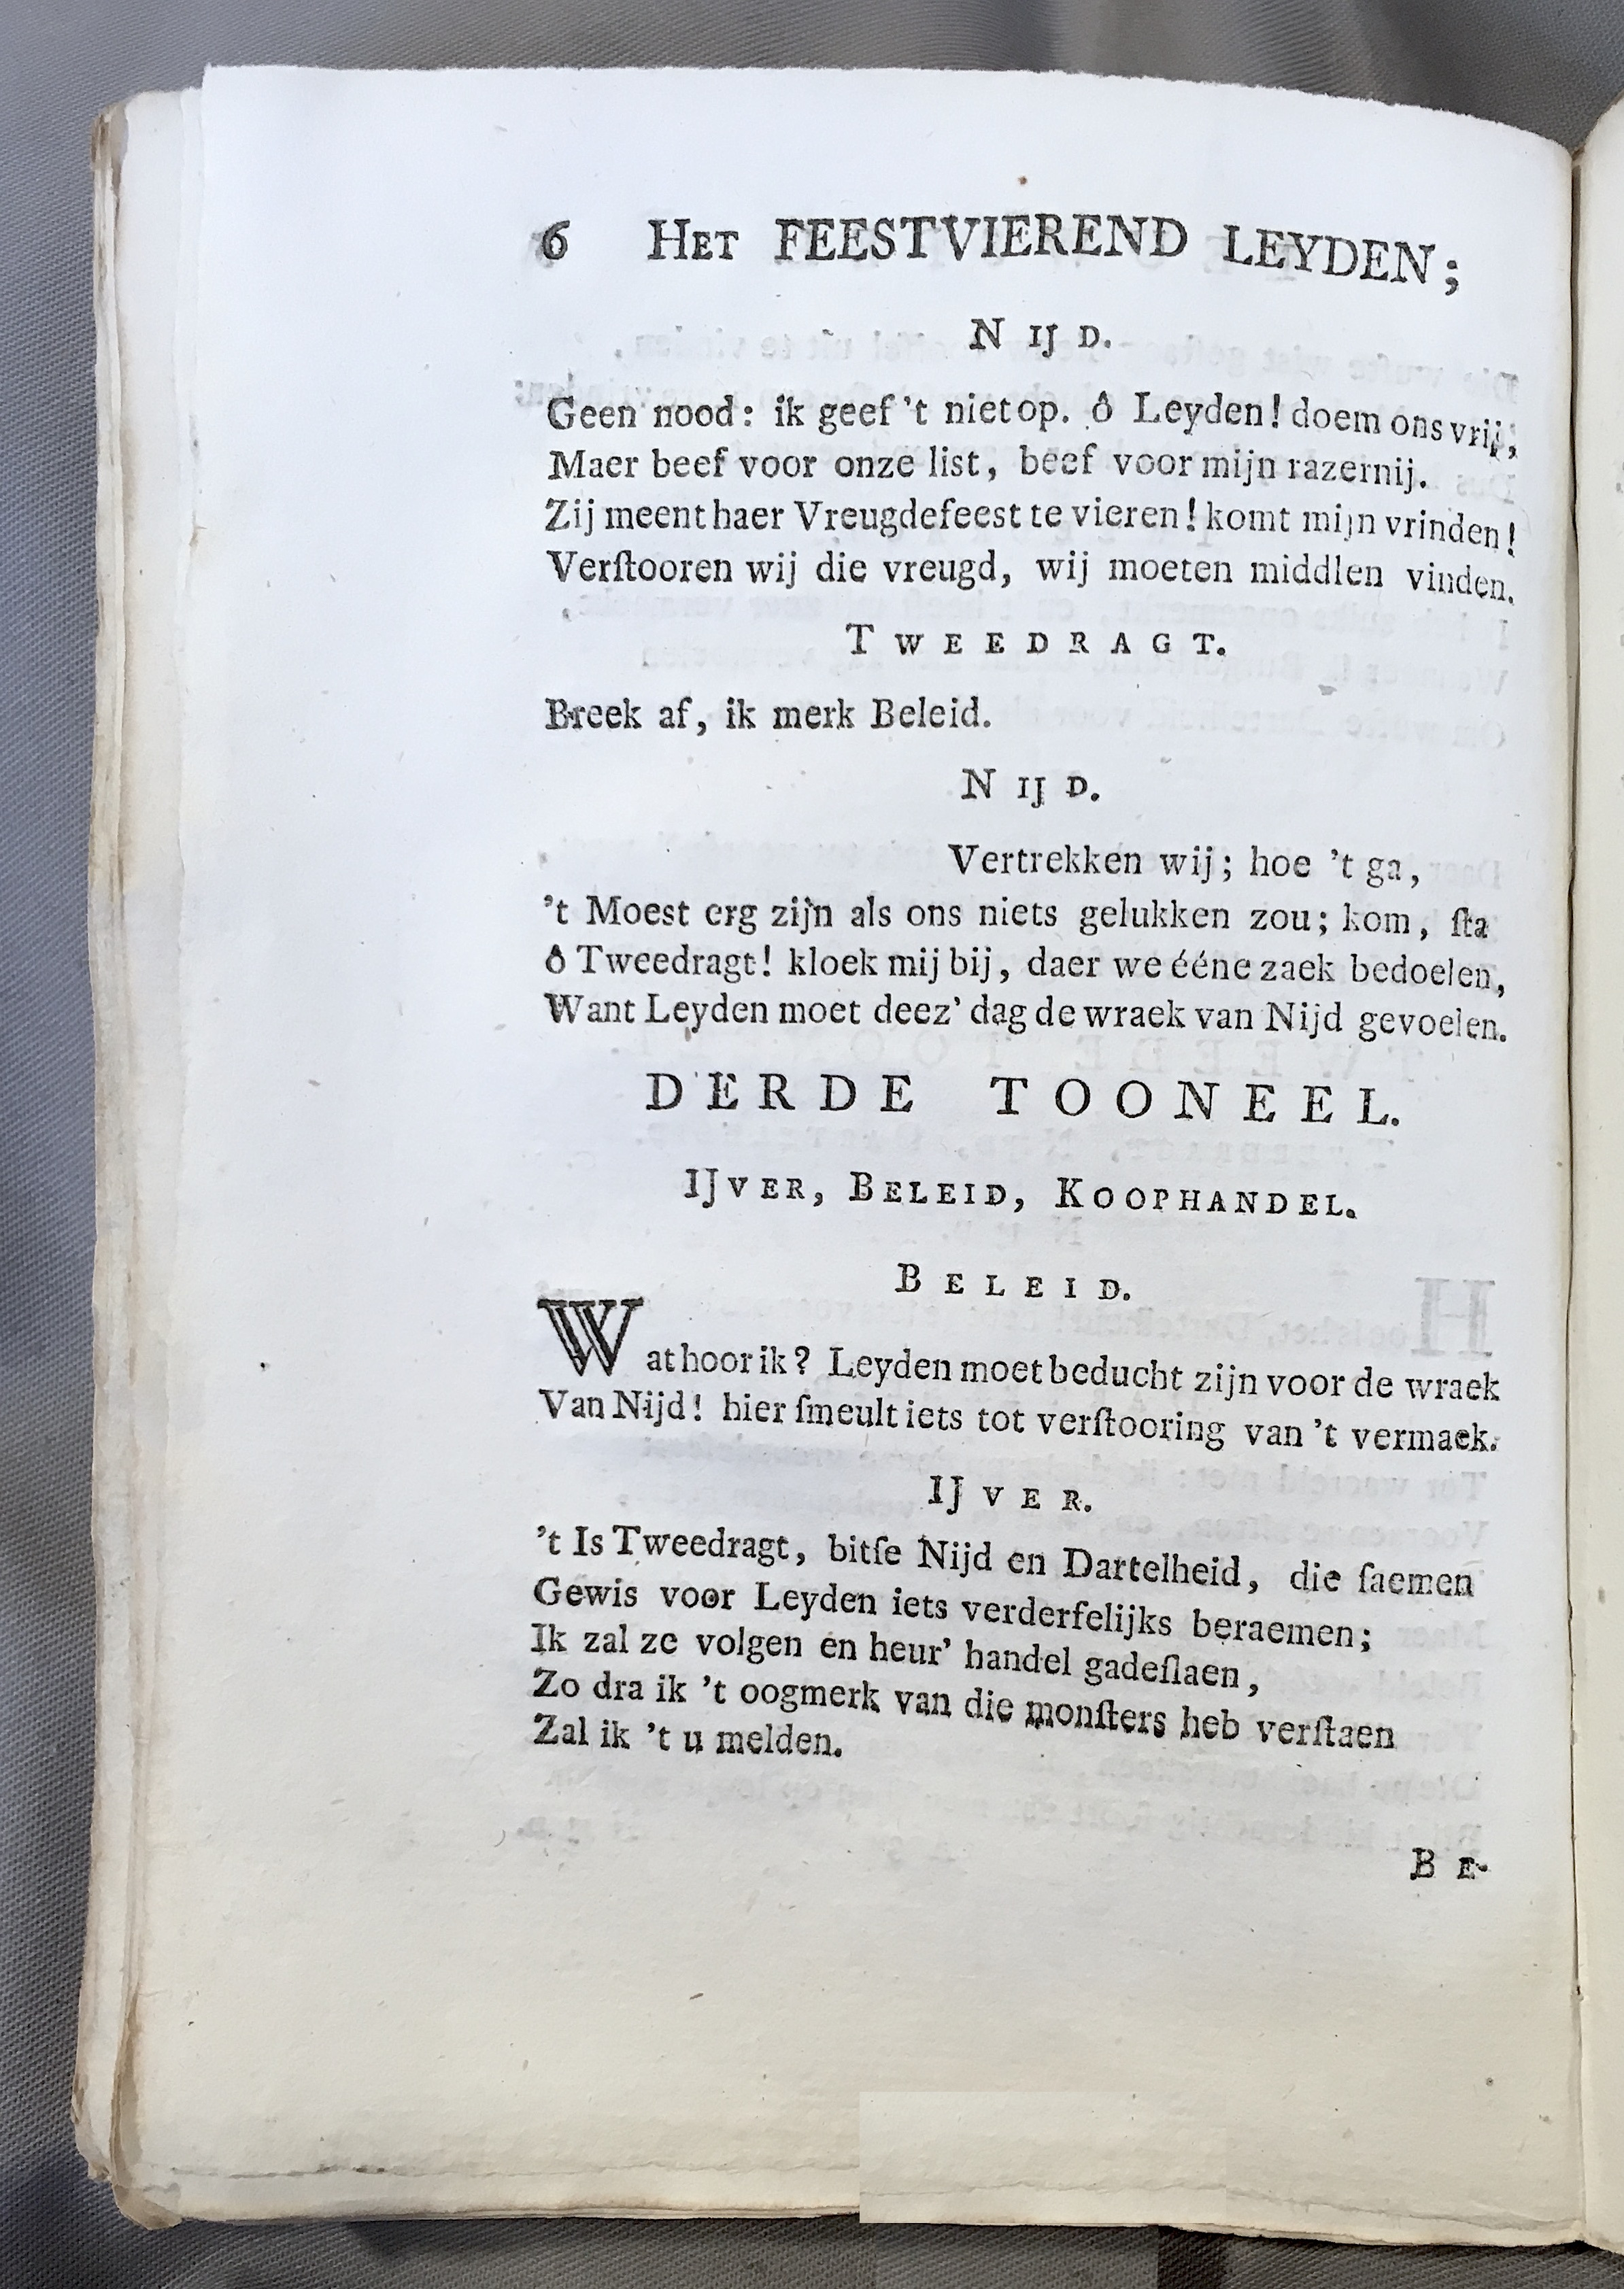 6 HET FEESTVIEREND LEYDEN;
NIJD.
Geen nood: ik geef 't niet op. ô Leyden! doem ons vrij,
Maer beef voor onze list, beef voor mijn razernij.
Zij meent haer Vreugdefeest te vieren! komt mijn vrinden!
Verſtooren wij die vreugd, wij moeten middlen vinden.
TWEEDRAGT.
Breek af, ik merk Beleid.
NIJD.
Vertrekken wij; hoe 't ga,
't Moest erg zijn als ons niets gelukken zou; kom, ſta
ô Tweedragt! kloek mij bij, daer we ééne zaek bedoelen,
Want Leyden moet deez' dag de wraek van Nijd gevoelen.
DERDE TOONEEL.
IJVER, BELEID, KOOPHANDEL.
BELEID.
Wat hoor ik? Leyden moet beducht zijn voor de wraek
Van Nijd! hier ſmeult iets tot verſtooring van 't vermaek.
IJVER.
't Is Tweedragt, bitſe Nijd en Dartelheid, die ſaemen
Gewis voor Leyden iets verderfelijks beraemen;
Ik zal ze volgen en heur' handel gadeſlaen,
Zo dra ik 't oogmerk van die monſters heb verſtaen
Zal ik 't u melden.
BE-